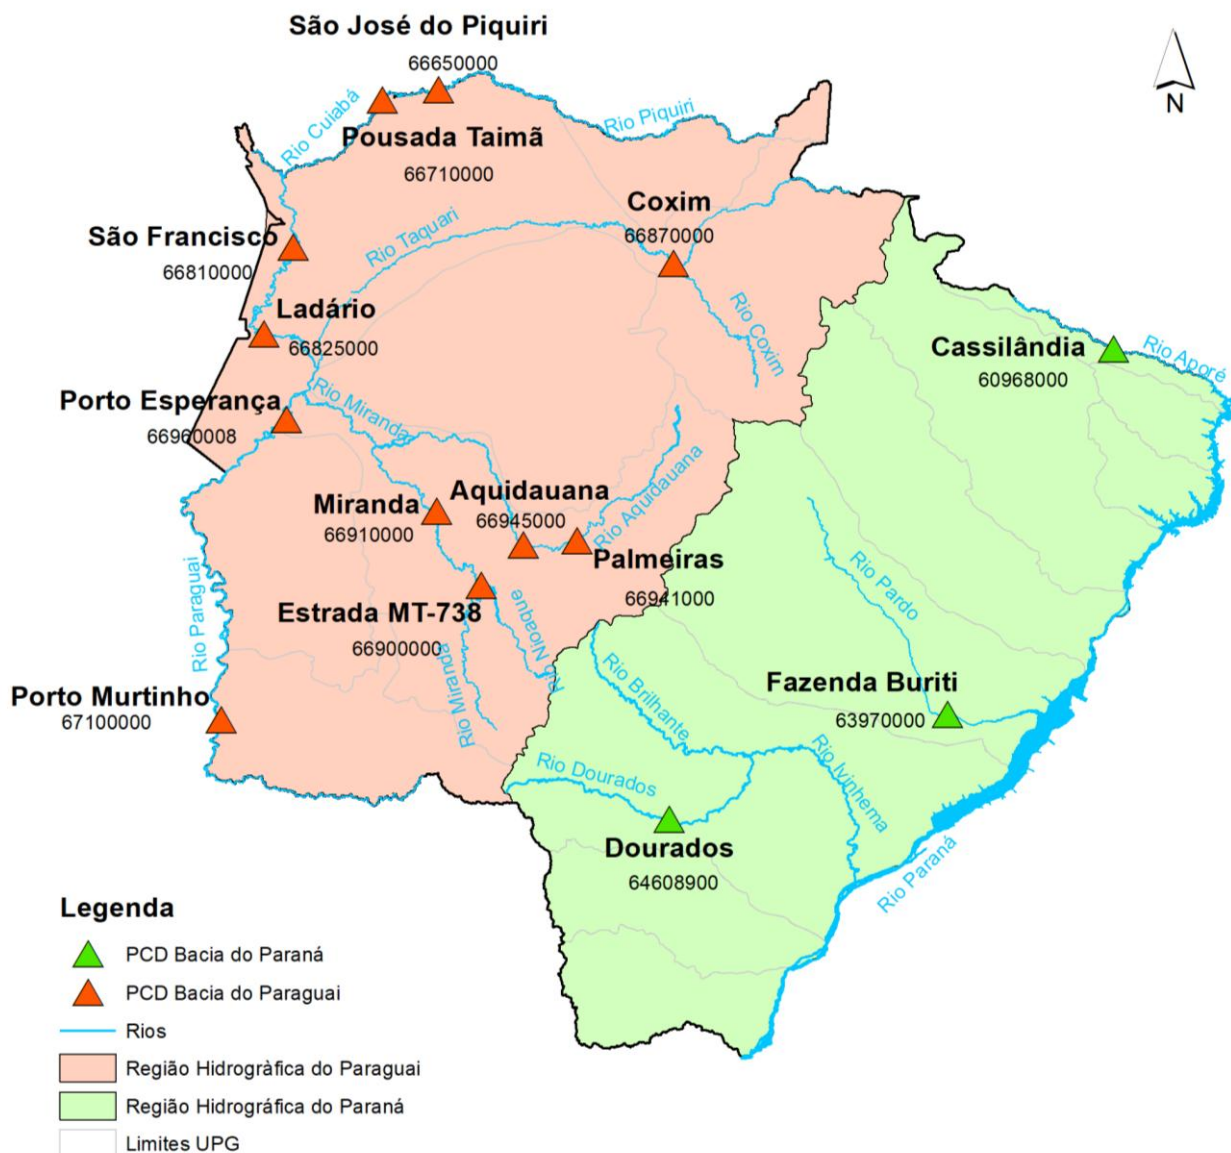 São José do Piquiri
66650000
N
Rio Cuiabá
Rio Piquiri
Pousada Taimã
66710000
Coxim
66870000
São Francisco
66810000
Rio Taquari
Ladário
66825000
Rio Coxim
Cassilândia
60968000
Rio Aporé
Porto Esperança
66960008
Rio Miranda
Miranda
66910000
Aquidauana
66945000
Rio Aquidauana
Palmeiras
66941000
Rio Paraguai
Estrada MT-738
66900000
Rio Nioaque
Rio Miranda
Rio Pardo
Porto Murtinho
67100000
Rio Brilhante
Fazenda Buriti
63970000
Rio Dourados
Rio Ivinhema
Dourados
64608900
Rio Paraná
Legenda
PCD Bacia do Paraná
PCD Bacia do Paraguai
Rios
Região Hidrogràfica do Paraguai
Região Hidrográfica do Paraná
Limites UPG